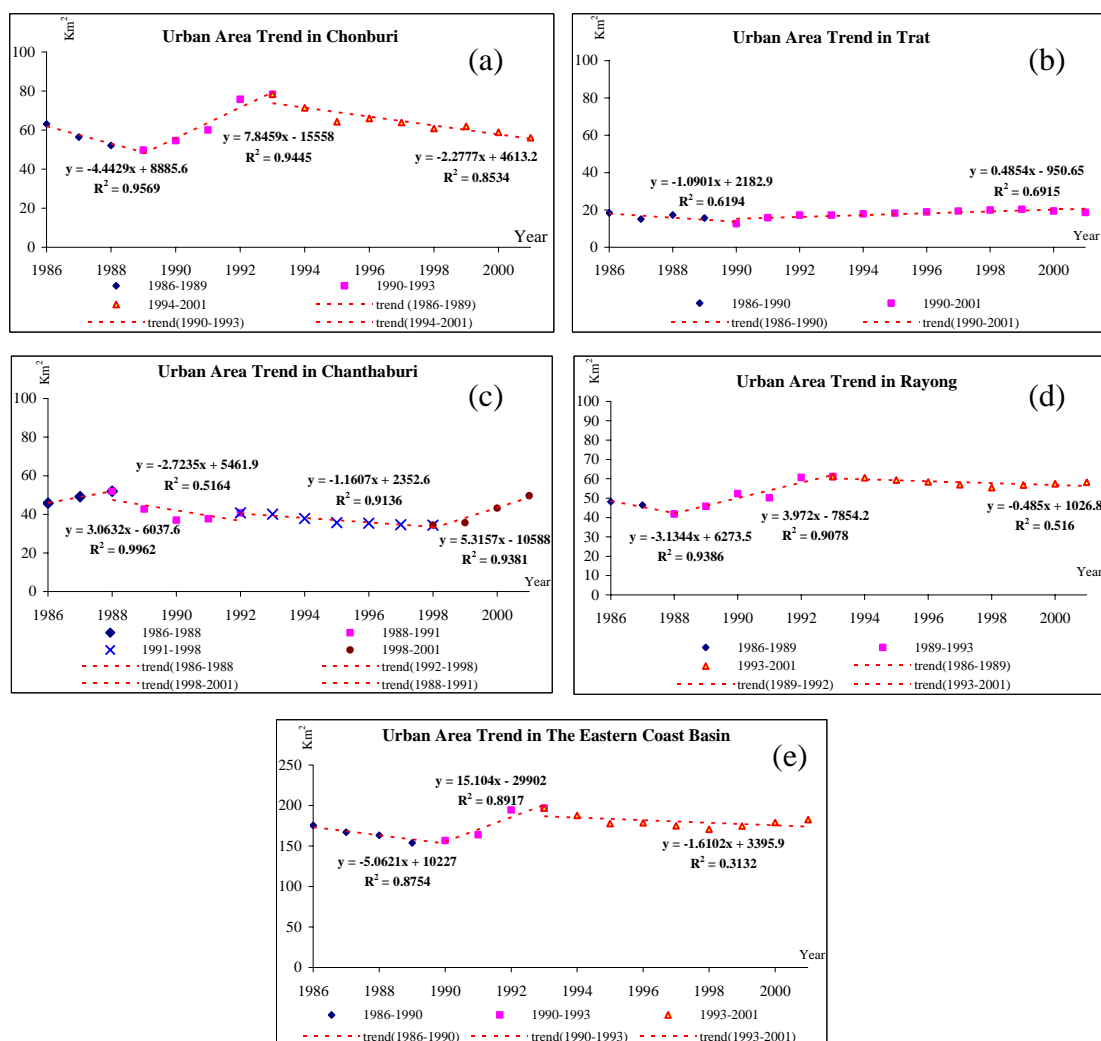 Km²
Urban Area Trend in Chonburi
(a)
100
80
60
40
20
0
y = 7.8459x - 15558
R² = 0.9445
y = -2.2777x + 4613.2
R² = 0.8534
y = -4.4429x + 8885.6
R² = 0.9569
Year
1986 1988 1990 1992 1994 1996 1998 2000
1986-1989 1990-1993
1994-2001 trend (1986-1989)
trend(1990-1993) trend(1994-2001)
Km²
Urban Area Trend in Trat
(b)
100
80
60
40
20
0
y = -1.0901x + 2182.9
R² = 0.6194
y = 0.4854x - 950.65
R² = 0.6915
Year
1986 1988 1990 1992 1994 1996 1998 2000
1986-1990 1990-2001
trend(1986-1990) trend(1990-2001)
Km²
Urban Area Trend in Chanthaburi
(c)
100
80
60
40
20
0
y = -2.7235x + 5461.9
R² = 0.5164
y = -1.1607x + 2352.6
R² = 0.9136
y = 3.0632x - 6037.6
R² = 0.9962
y = 5.3157x - 10588
R² = 0.9381
Year
1986 1988 1990 1992 1994 1996 1998 2000
1986-1988 1988-1991
1991-1998 1998-2001
trend(1986-1988 trend(1992-1998)
trend(1998-2001) trend(1988-1991)
Km²
Urban Area Trend in Rayong
(d)
100
90
80
70
60
50
40
30
20
10
0
y = -3.1344x + 6273.5
R² = 0.9386
y = 3.972x - 7854.2
R² = 0.9078
y = -0.485x + 1026.8
R² = 0.516
Year
1986 1988 1990 1992 1994 1996 1998 2000
1986-1989 1989-1993
1993-2001 trend(1986-1989)
trend(1989-1992) trend(1993-2001)
Km²
Urban Area Trend in The Eastern Coast Basin
(e)
250
200
150
100
50
0
y = 15.104x - 29902
R² = 0.8917
y = -5.0621x + 10227
R² = 0.8754
y = -1.6102x + 3395.9
R² = 0.3132
Year
1986 1988 1990 1992 1994 1996 1998 2000
1986-1990 1990-1993 1993-2001
trend(1986-1990) trend(1990-1993) trend(1993-2001)